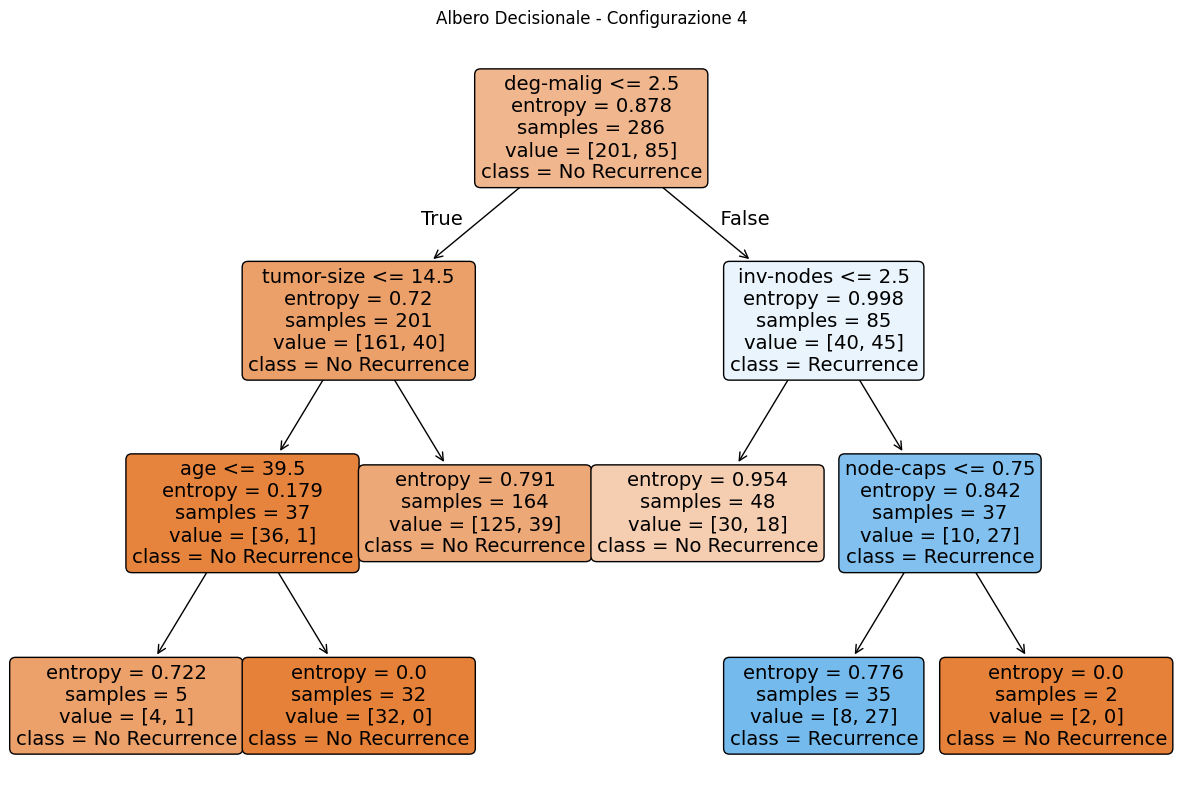 Albero Decisionale - Configurazione 4
deg-malig <= 2.5
entropy = 0.878
samples = 286
value = [201, 85]
class = No Recurrence
True
False
tumor-size <= 14.5
entropy = 0.72
samples = 201
value = [161, 40]
class = No Recurrence
inv-nodes <= 2.5
entropy = 0.998
samples = 85
value = [40, 45]
class = Recurrence
age <= 39.5
entropy = 0.179
samples = 37
value = [36, 1]
class = No Recurrence
entropy = 0.791
samples = 164
value = [125, 39]
class = No Recurrence
entropy = 0.954
samples = 48
value = [30, 18]
class = No Recurrence
node-caps <= 0.75
entropy = 0.842
samples = 37
value = [10, 27]
class = Recurrence
entropy = 0.722
samples = 5
value = [4, 1]
class = No Recurrence
entropy = 0.0
samples = 32
value = [32, 0]
class = No Recurrence
entropy = 0.776
samples = 35
value = [8, 27]
class = Recurrence
entropy = 0.0
samples = 2
value = [2, 0]
class = No Recurrence